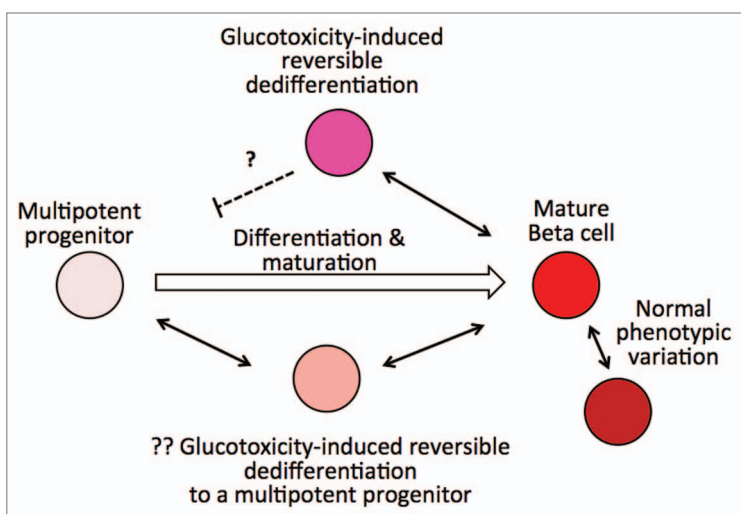 Glucotoxicity-induced
reversible
dedifferentiation
?
Multipotent
progenitor
Differentiation &
maturation
Mature
Beta cell
Normal
phenotypic
variation
?? Glucotoxicity-induced reversible
dedifferentiation
to a multipotent progenitor